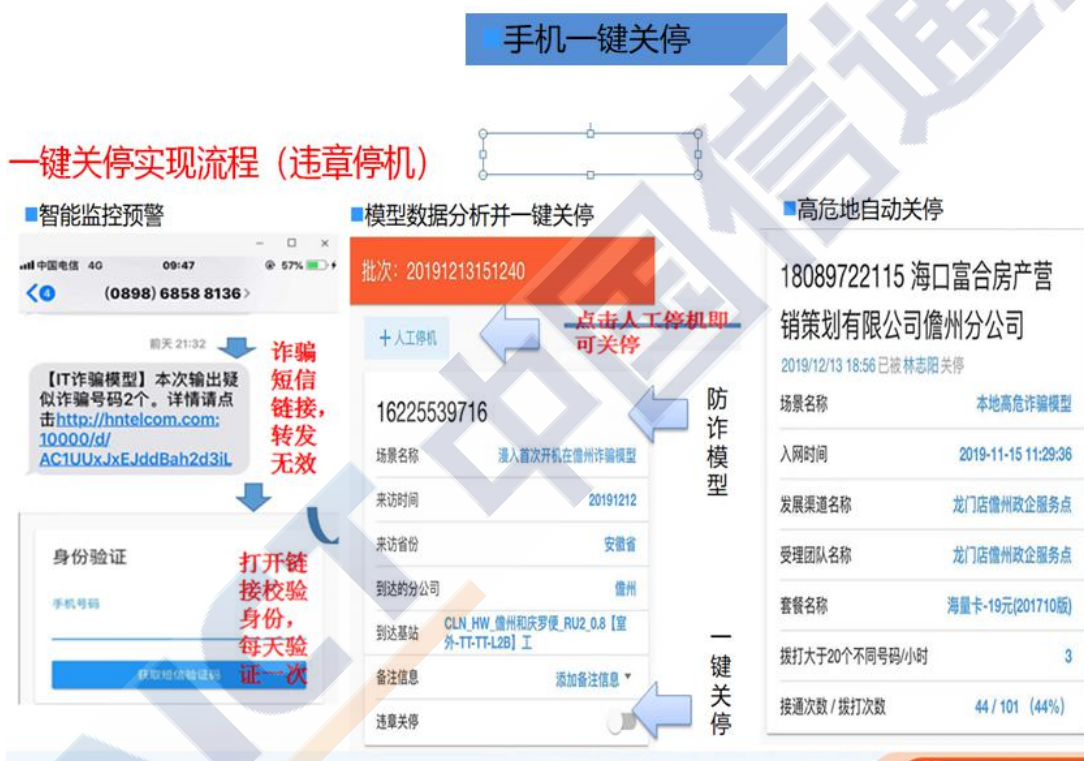 手机一键关停
一键关停实现流程（违章停机）
智能监控预警
中国电信 4G 09:47 57%
4 (0898) 6858 8136
前天 21:32
【IT诈骗模型】本次输出疑
似诈骗号码2个。详情请点
击http://hntelcom.com:
10000/d/
AC1UUxJxEJddBah2d3iL
诈骗
短信
链接，
转发
无效
身份验证
手机号码
获取短信验证码
打开链
接校验
身份，
每天验
证一次
模型数据分析并一键关停
批次：20191213151240
+ 人工停机
点击人工停机即
可关停
16225539716
场景名称 漫入首次开机在儋州诈骗模型
来访时间 20191212
来访省份 安徽省
到达的分公司 儋州
到达基站 CLN_HW_儋州和庆罗便_RU2_0.8【室
外-TT-TT-L2B】工
备注信息 添加备注信息
违章关停
防诈模型
一键关停
高危地自动关停
18089722115 海口富合房产营
销策划有限公司儋州分公司
2019/12/13 18:56 已被 林志阳 关停
场景名称 本地高危诈骗模型
入网时间 2019-11-15 11:29:36
发展渠道名称 龙门店儋州政企服务点
受理团队名称 龙门店儋州政企服务点
套餐名称 海量卡-19元(201710版)
拨打大于20个不同号码/小时 3
接通次数 / 拨打次数 44 / 101 (44%)
中国信通